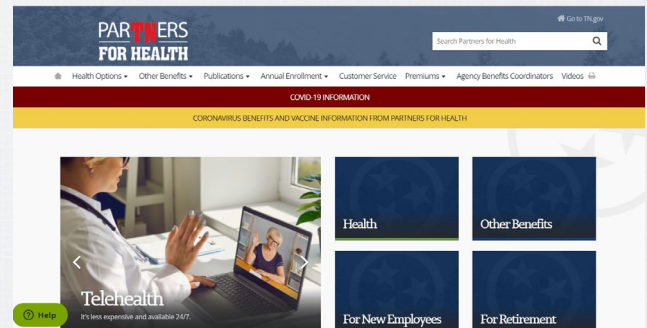 Go to TN.gov
PARTNERS
FOR HEALTH
Search Partners for Health
Health Options Other Benefits Publications Annual Enrollment Customer Service Premiums Agency Benefits Coordinators Videos
COVID-19 INFORMATION
CORONAVIRUS BENEFITS AND VACCINE INFORMATION FROM PARTNERS FOR HEALTH
Health
Other Benefits
Telehealth
It's less expensive and available 24/7.
For New Employees
For Retirement
Help